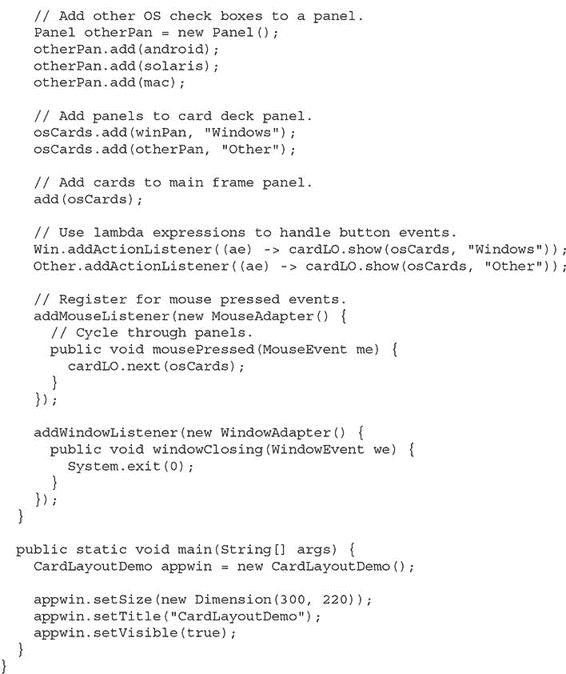 // Add other OS check boxes to a panel.
Panel otherPan = new Panel();
otherPan.add(android);
otherPan.add(solaris);
otherPan.add(mac);

// Add panels to card deck panel.
osCards.add(winPan, "Windows");
osCards.add(otherPan, "Other");

// Add cards to main frame panel.
add(osCards);

// Use lambda expressions to handle button events.
Win.addActionListener((ae) -> cardLO.show(osCards, "Windows"));
Other.addActionListener((ae) -> cardLO.show(osCards, "Other"));

// Register for mouse pressed events.
addMouseListener(new MouseAdapter() {
// Cycle through panels.
public void mousePressed(MouseEvent me) {
cardLO.next(osCards);
}
});

addWindowListener(new WindowAdapter() {
public void windowClosing(WindowEvent we) {
System.exit(0);
}
});
}

public static void main(String[] args) {
CardLayoutDemo appwin = new CardLayoutDemo();

appwin.setSize(new Dimension(300, 220));
appwin.setTitle("CardLayoutDemo");
appwin.setVisible(true);
}
}